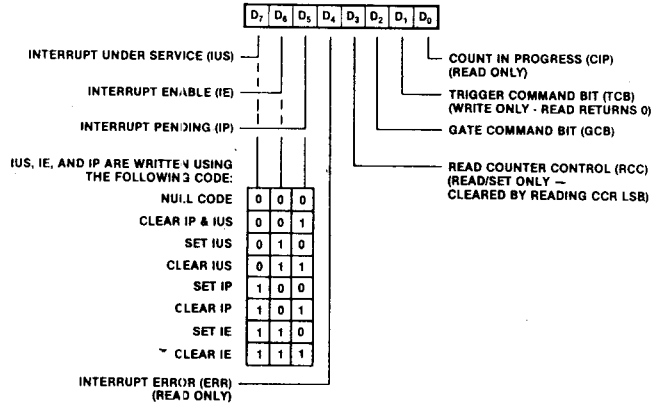 D7 D6 D5 D4 D3 D2 D1 D0
INTERRUPT UNDER SERVICE (IUS)
INTERRUPT ENABLE (IE)
INTERRUPT PENDING (IP)
IUS, IE, AND IP ARE WRITTEN USING
THE FOLLOWING CODE:
NULL CODE 0 0 0
CLEAR IP & IUS 0 0 1
SET IUS 0 1 0
CLEAR IUS 0 1 1
SET IP 1 0 0
CLEAR IP 1 0 1
SET IE 1 1 0
CLEAR IE 1 1 1
INTERRUPT ERROR (ERR)
(READ ONLY)
COUNT IN PROGRESS (CIP)
(READ ONLY)
TRIGGER COMMAND BIT (TCB)
(WRITE ONLY - READ RETURNS 0)
GATE COMMAND BIT (GCB)
READ COUNTER CONTROL (RCC)
(READ/SET ONLY —
CLEARED BY READING CCR LSB)